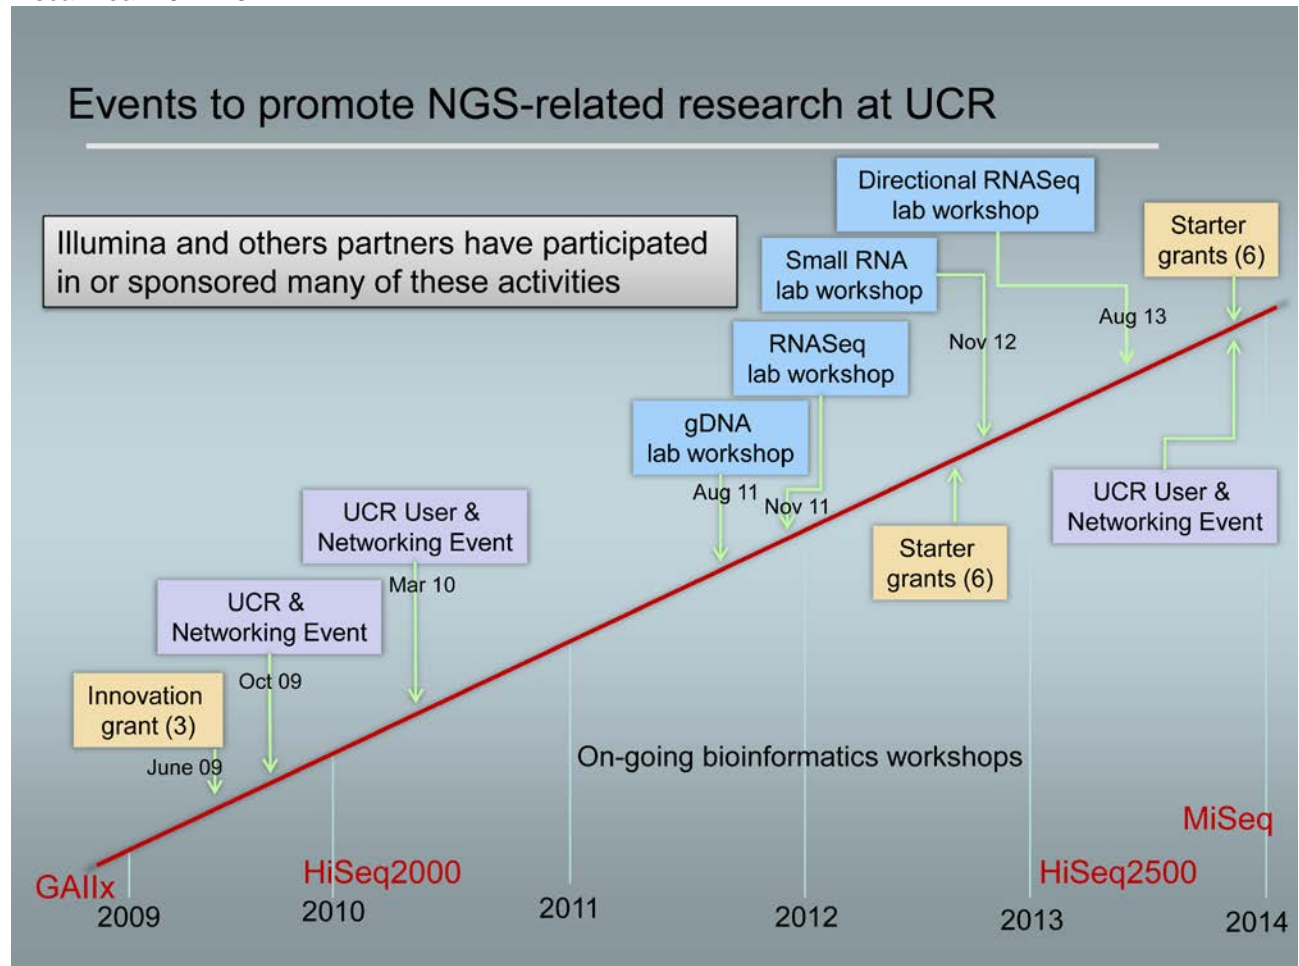 Events to promote NGS-related research at UCR
Directional RNASeq
lab workshop
Starter
grants (6)
Illumina and others partners have participated
in or sponsored many of these activities
Small RNA
lab workshop
Aug 13
Nov 12
RNASeq
lab workshop
gDNA
lab workshop
Aug 11
Nov 11
UCR User &
Networking Event
UCR User &
Networking Event
Starter
grants (6)
Mar 10
UCR &
Networking Event
Oct 09
Innovation
grant (3)
June 09
On-going bioinformatics workshops
MiSeq
GAIIx
HiSeq2000
HiSeq2500
2009
2010
2011
2012
2013
2014